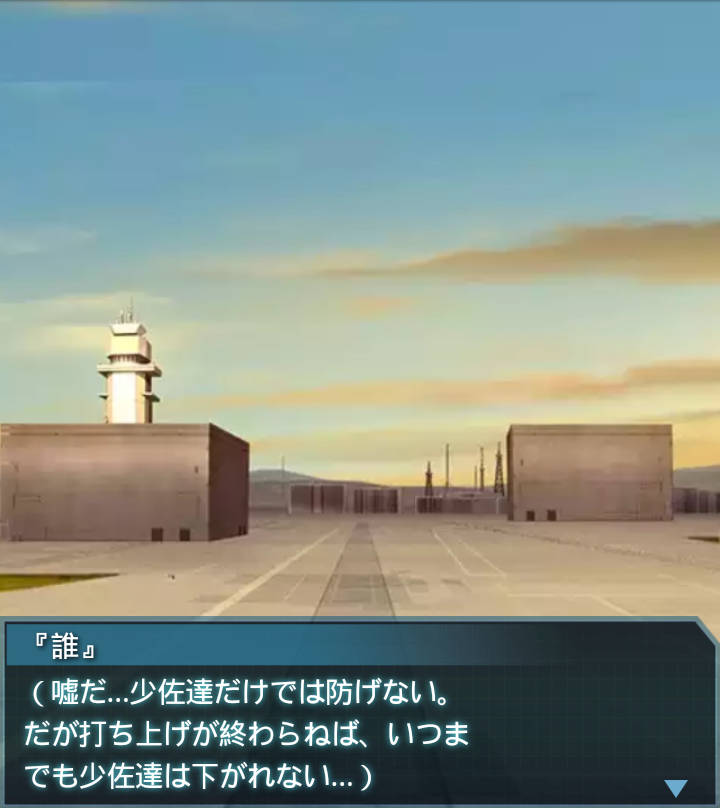 『誰』
（嘘だ…少佐達だけでは防げない。
だが打ち上げが終わらねば、いつま
でも少佐達は下がれない…）